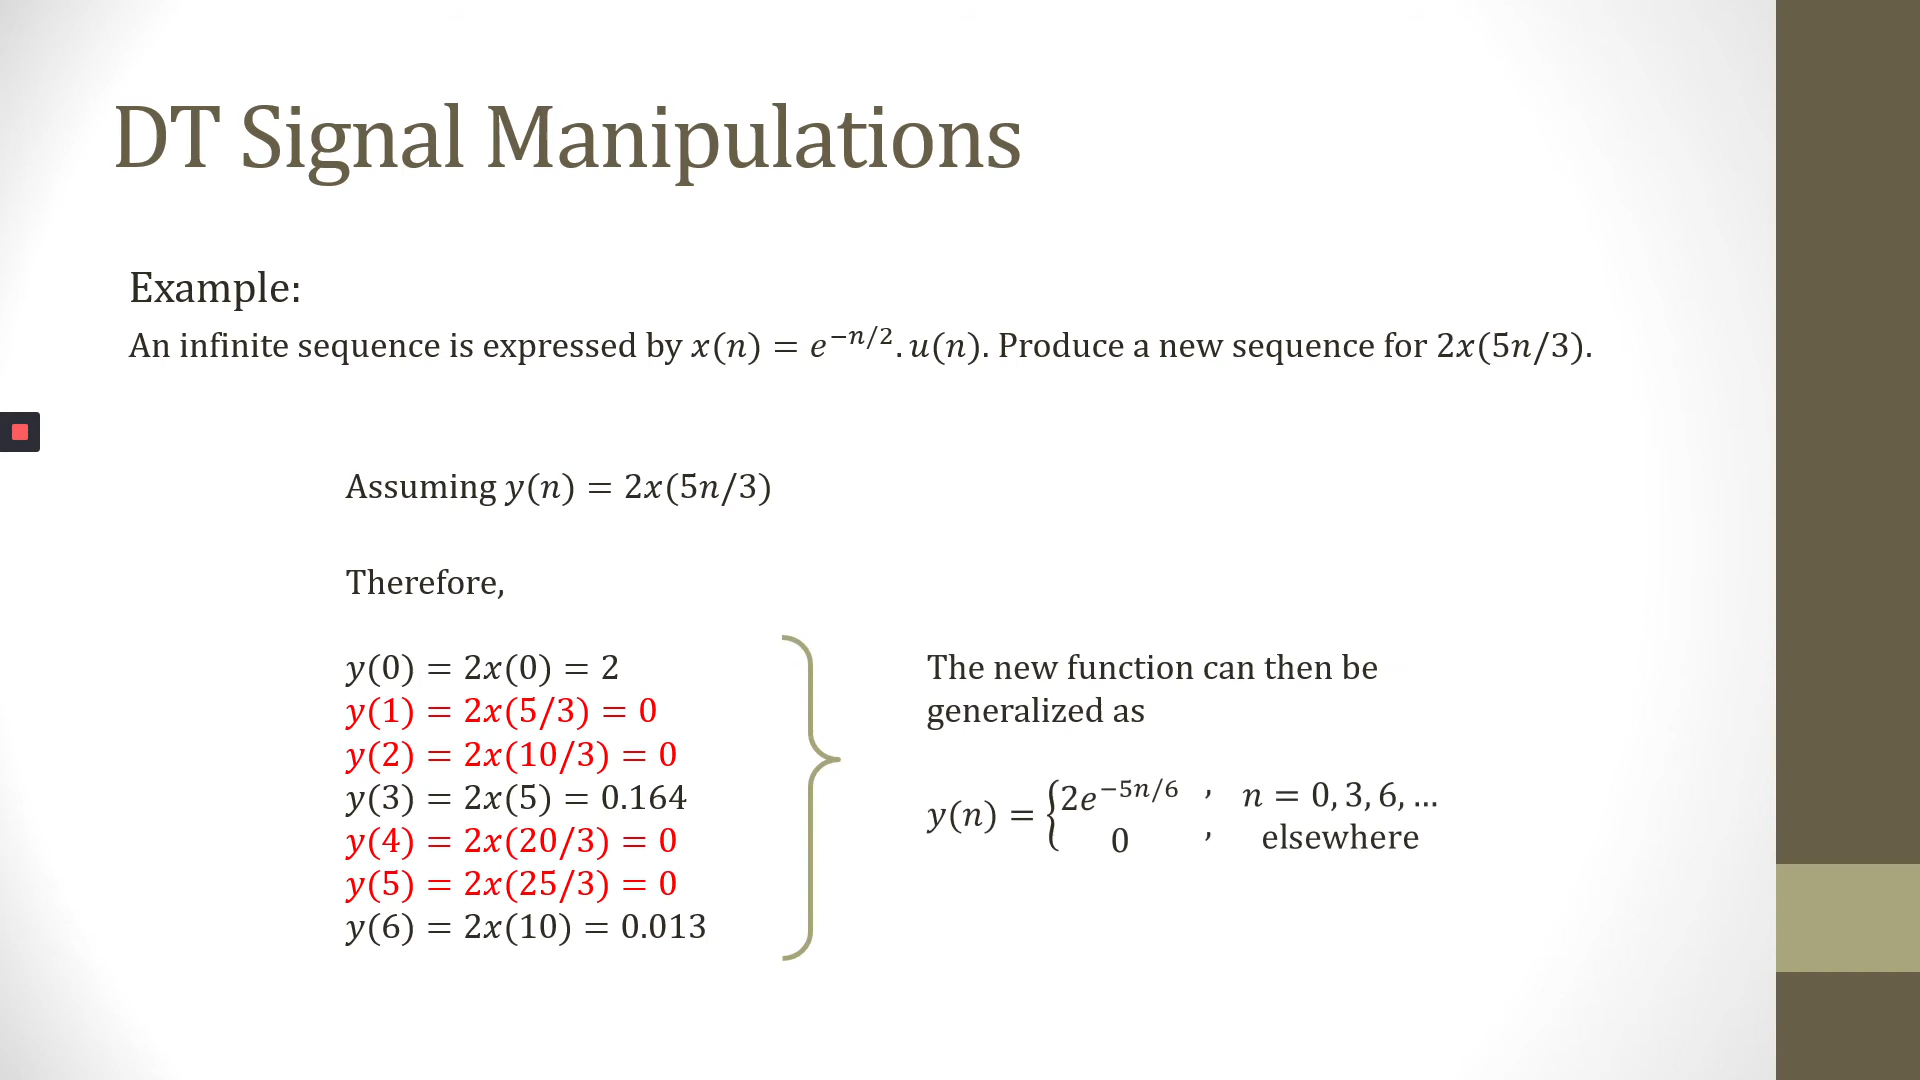 DT Signal Manipulations
Example:
An infinite sequence is expressed by x(n) = e^{−n/2}. u(n). Produce a new sequence for 2x(5n/3).
Assuming y(n) = 2x(5n/3)
Therefore,
y(0) = 2x(0) = 2
y(1) = 2x(5/3) = 0
y(2) = 2x(10/3) = 0
y(3) = 2x(5) = 0.164
y(4) = 2x(20/3) = 0
y(5) = 2x(25/3) = 0
y(6) = 2x(10) = 0.013
The new function can then be
generalized as
y(n) = { 2e^{−5n/6} , n = 0, 3, 6, …
0 , elsewhere